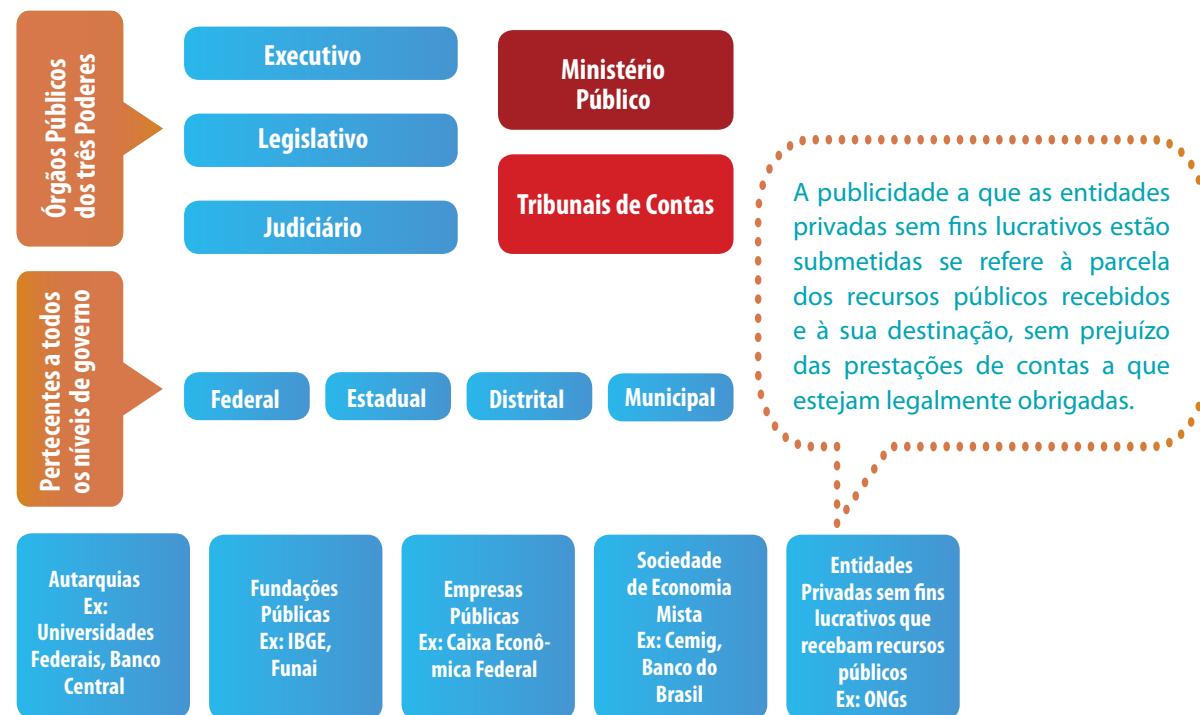 Órgãos Públicos
dos três Poderes
Executivo
Legislativo
Judiciário
Ministério
Público
Tribunais de Contas
A publicidade a que as entidades
privadas sem fins lucrativos estão
submetidas se refere à parcela
dos recursos públicos recebidos
e à sua destinação, sem prejuízo
das prestações de contas a que
estejam legalmente obrigadas.
Pertecentes a todos
os níveis de governo
Federal
Estadual
Distrital
Municipal
Autarquias
Ex:
Universidades
Federais, Banco
Central
Fundações
Públicas
Ex: IBGE,
Funai
Empresas
Públicas
Ex: Caixa Econô-
mica Federal
Sociedade
de Economia
Mista
Ex: Cemig,
Banco do
Brasil
Entidades
Privadas sem fins
lucrativos que
recebam recursos
públicos
Ex: ONGs